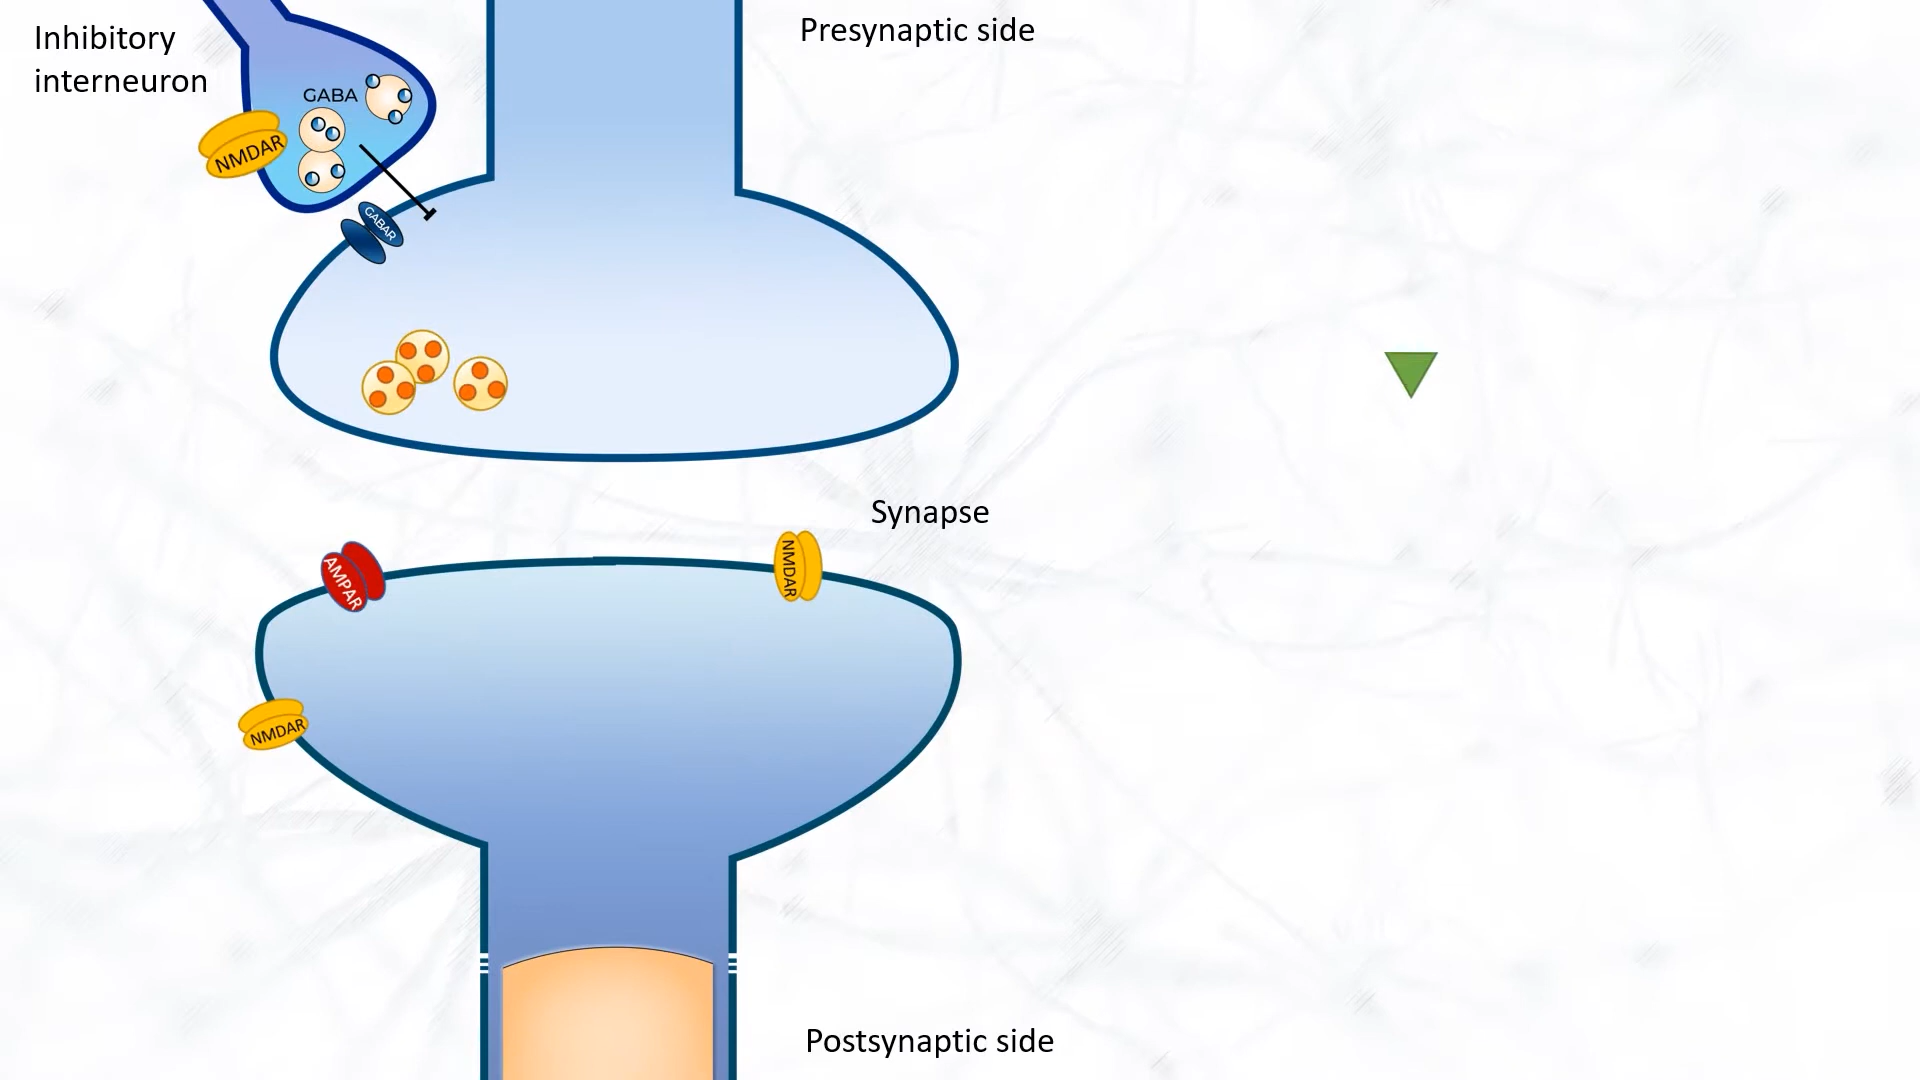 Inhibitory
interneuron
Presynaptic side
GABA
NMDAR
GABAR
Synapse
AMPAR
NMDAR
NMDAR
Postsynaptic side